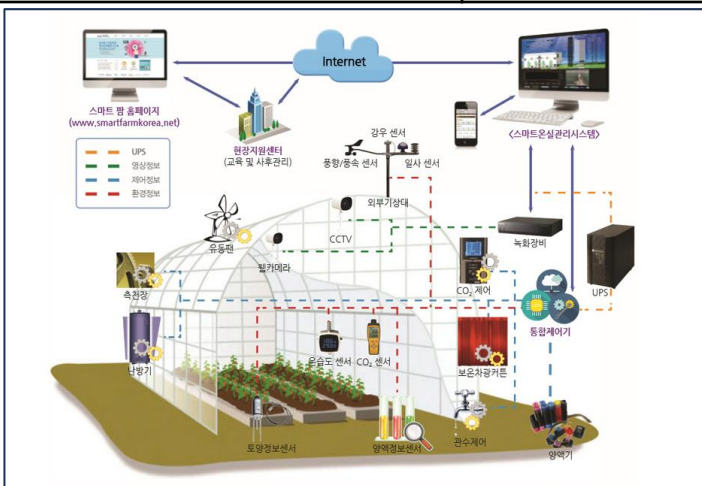 Internet
스마트 팜 홈페이지
(www.smartfarmkorea.net)
현장지원센터
(교육 및 사후관리)
<스마트온실관리시스템>
UPS
영상정보
제어정보
환경정보
강우 센서
풍향/풍속 센서
일사 센서
외부기상대
유동팬
CCTV
웹카메라
녹화장비
측천장
CO₂ 제어
UPS
통합제어기
난방기
온습도 센서
CO₂ 센서
보온차광커튼
토양정보센서
양액정보센서
관수제어
양액기